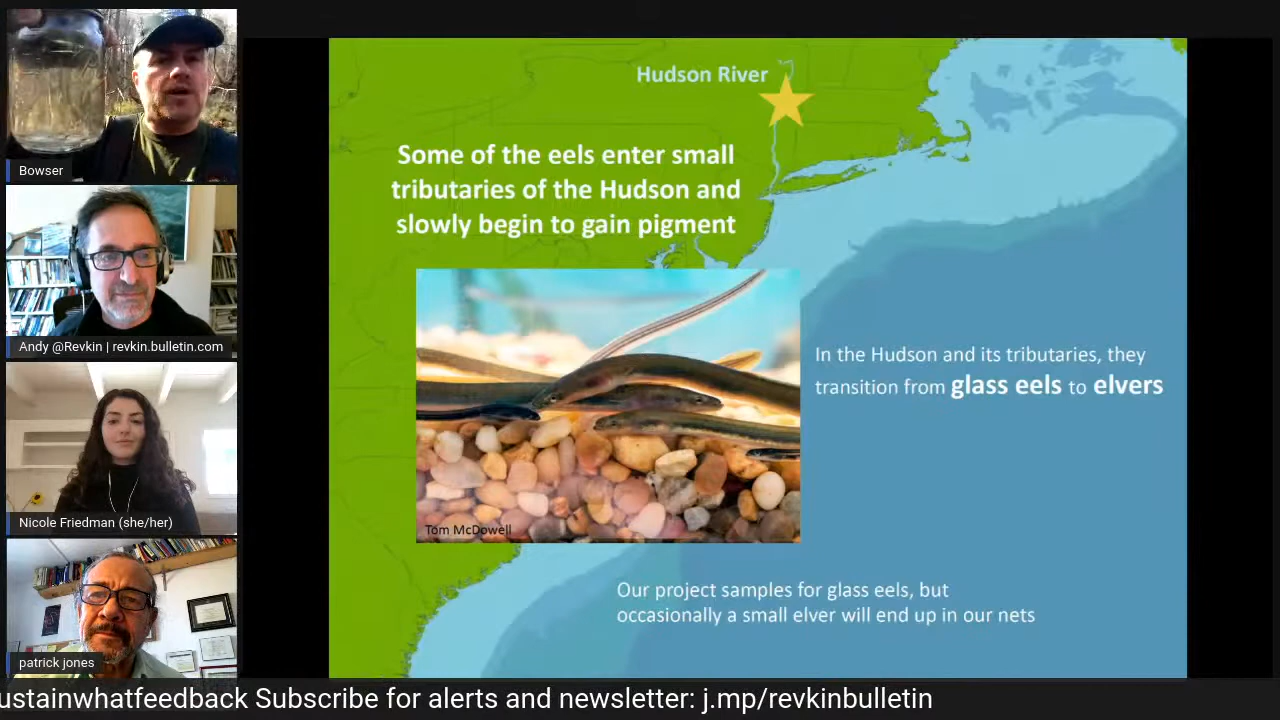 Bowser
Andy @Revkin | revkin.bulletin.com
Nicole Friedman (she/her)
patrick jones
Hudson River
Some of the eels enter small
tributaries of the Hudson and
slowly begin to gain pigment
Tom McDowell
In the Hudson and its tributaries, they
transition from glass eels to elvers
Our project samples for glass eels, but
occasionally a small elver will end up in our nets
ustainwhatfeedback Subscribe for alerts and newsletter: j.mp/revkinbulletin